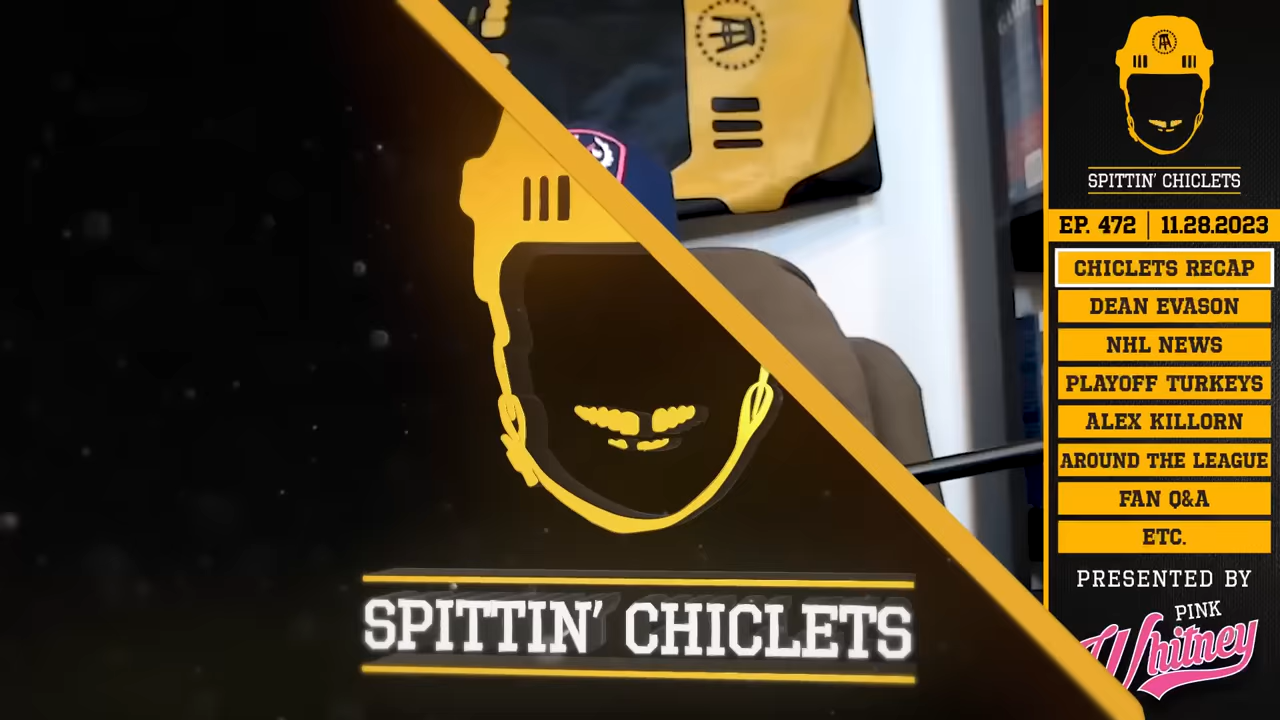 SPITTIN' CHICLETS
SPITTIN' CHICLETS
EP. 472 | 11.28.2023
CHICLETS RECAP
DEAN EVASON
NHL NEWS
PLAYOFF TURKEYS
ALEX KILLORN
AROUND THE LEAGUE
FAN Q&A
ETC.
PRESENTED BY
PINK
Whitney